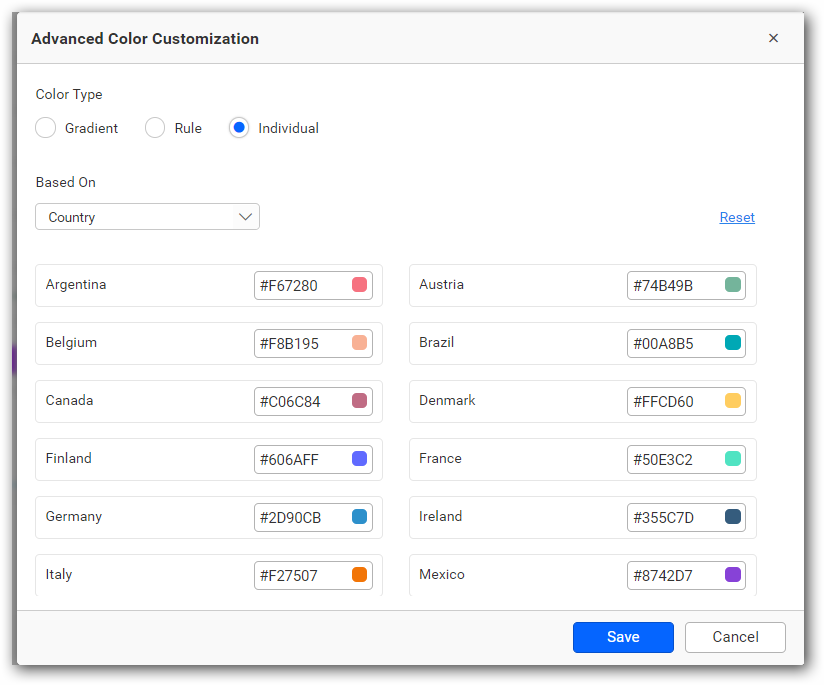 Advanced Color Customization
Color Type
Gradient Rule Individual
Based On
Country Reset
Argentina #F67280 Austria #74B49B
Belgium #F8B195 Brazil #00A8B5
Canada #C06C84 Denmark #FFCD60
Finland #606AFF France #50E3C2
Germany #2D90CB Ireland #355C7D
Italy #F27507 Mexico #8742D7
Save Cancel